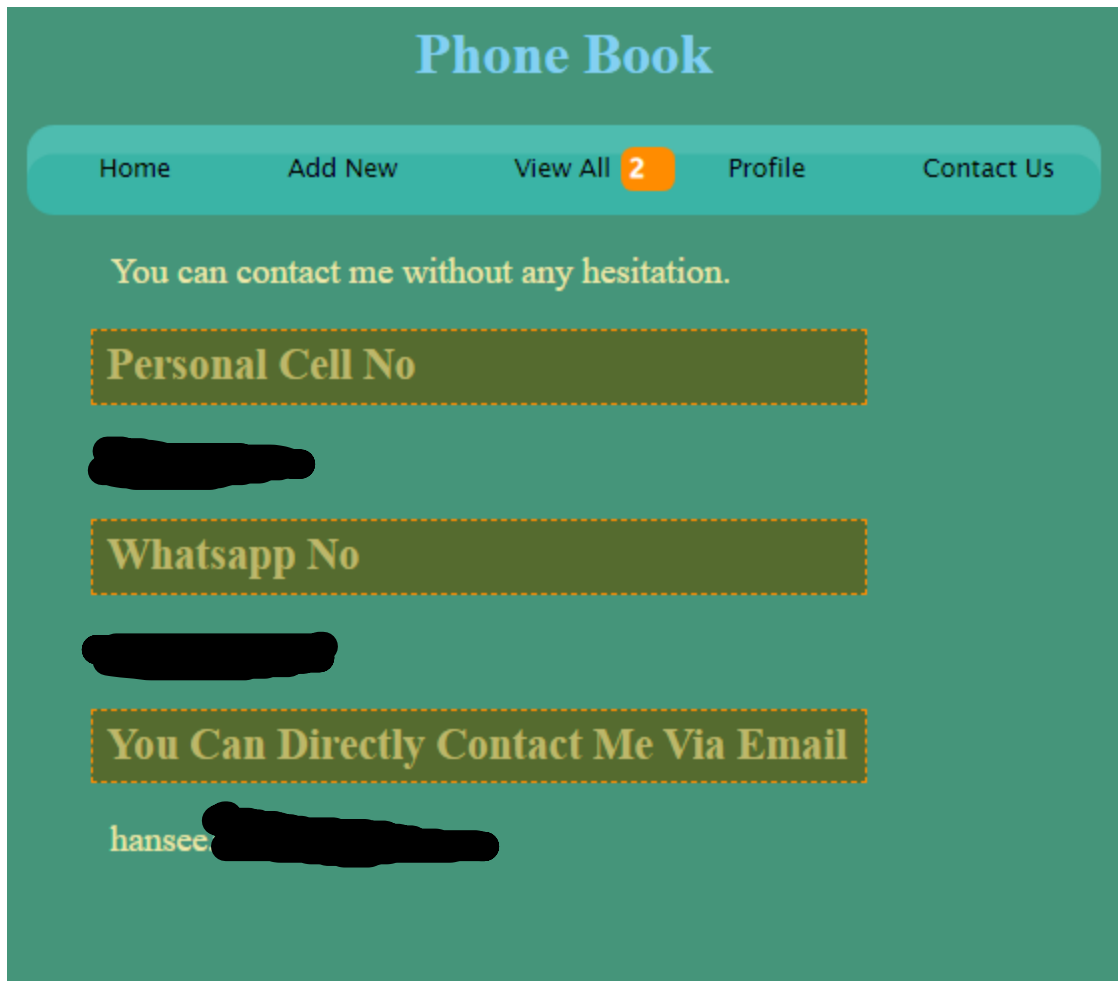 Phone Book
Home Add New View All 2 Profile Contact Us
You can contact me without any hesitation.
Personal Cell No
Whatsapp No
You Can Directly Contact Me Via Email
hansee